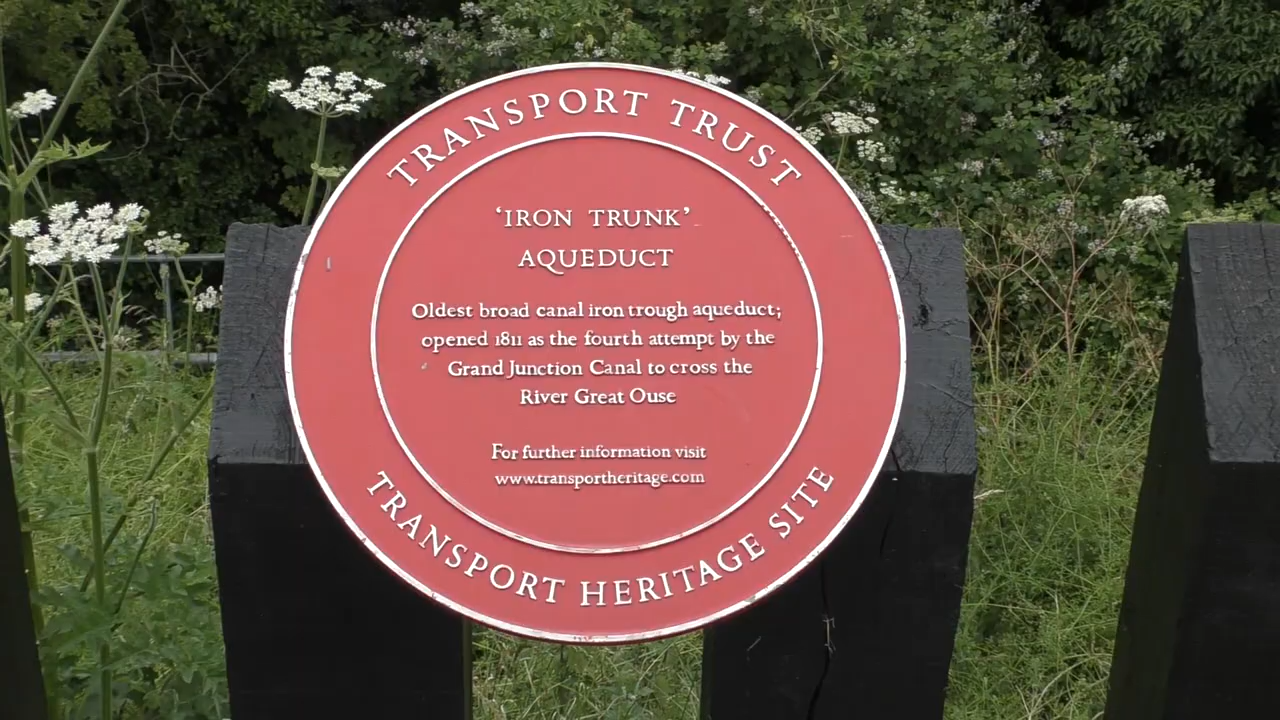 TRANSPORT TRUST
‘IRON TRUNK’
AQUEDUCT
Oldest broad canal iron trough aqueduct;
opened 1811 as the fourth attempt by the
Grand Junction Canal to cross the
River Great Ouse
For further information visit
www.transportheritage.com
TRANSPORT HERITAGE SITE